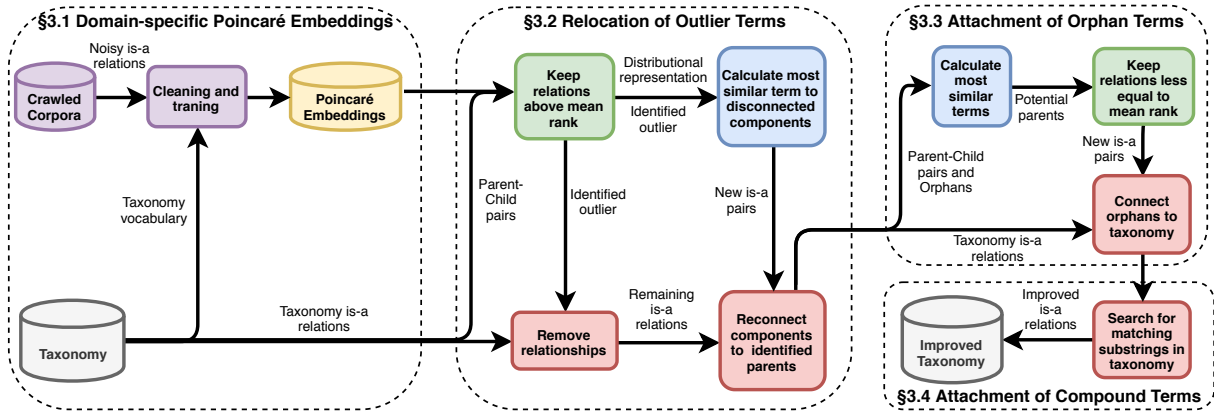 §3.1 Domain-specific Poincaré Embeddings
Noisy is-a
relations
Crawled
Corpora
Cleaning and
traning
Poincaré
Embeddings
Taxonomy
vocabulary
Taxonomy
Taxonomy is-a
relations
§3.2 Relocation of Outlier Terms
Keep
relations
above mean
rank
Distributional
representation
Identified
outlier
Calculate most
similar term to
disconnected
components
Parent-
Child
pairs
Identified
outlier
New is-a
pairs
Remove
relationships
Remaining
is-a
relations
Reconnect
components
to identified
parents
§3.3 Attachment of Orphan Terms
Calculate
most
similar
terms
Potential
parents
Keep
relations less
equal to
mean rank
Parent-Child
pairs and
Orphans
New is-a
pairs
Connect
orphans to
taxonomy
Taxonomy is-a
relations
Improved
Taxonomy
Improved
is-a
relations
Search for
matching
substrings in
taxonomy
§3.4 Attachment of Compound Terms